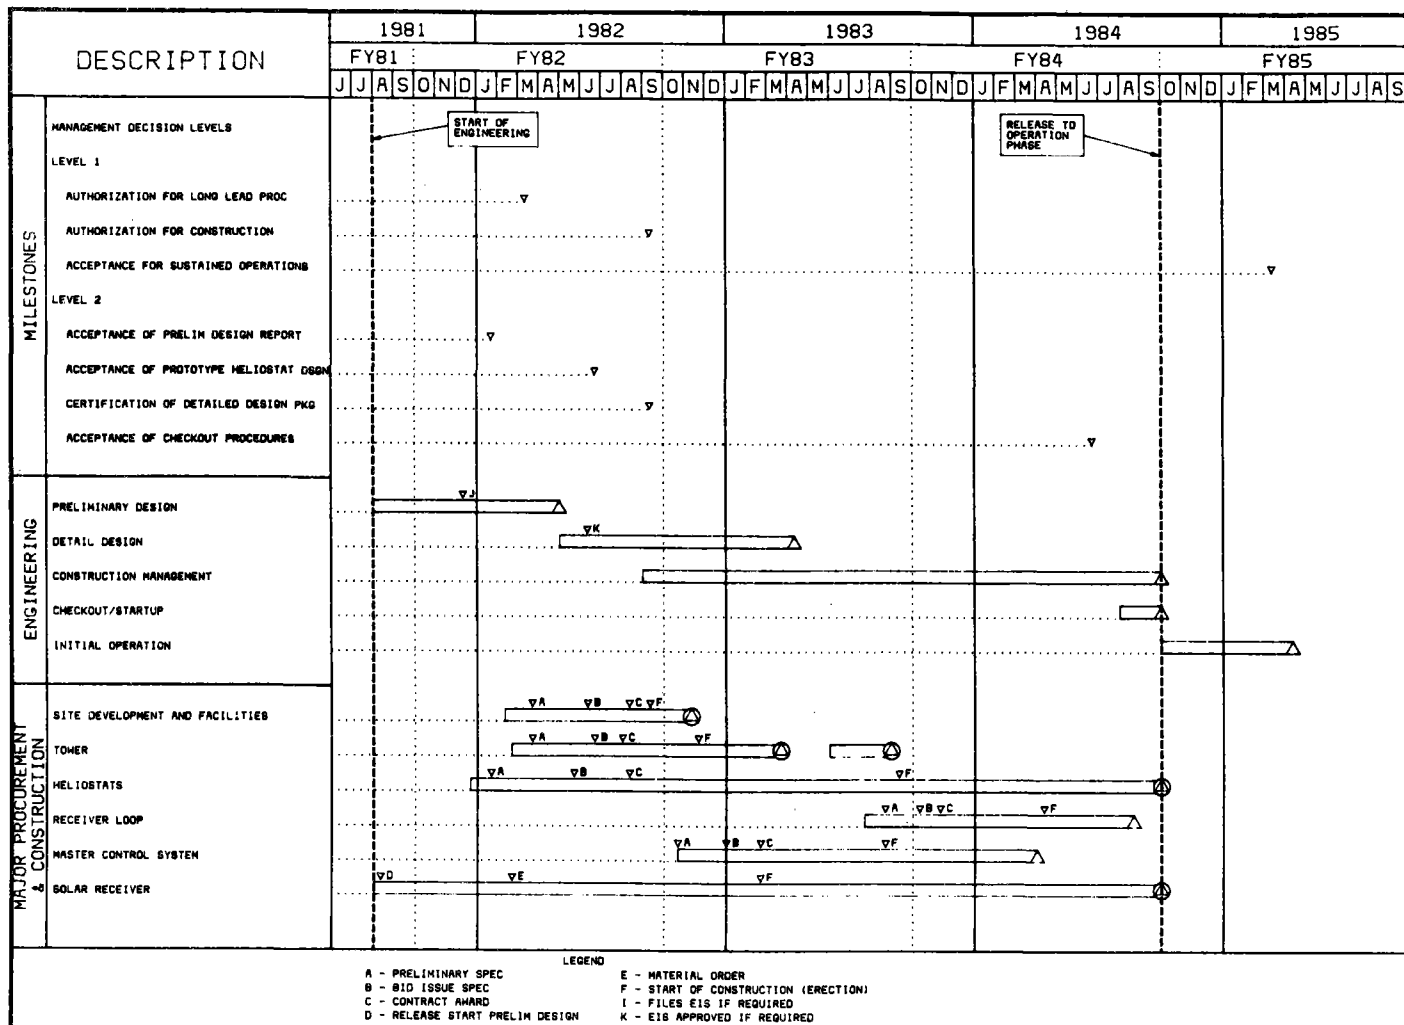 DESCRIPTION
1981 1982 1983 1984 1985
FY81 FY82 FY83 FY84 FY85
J J A S O N D J F M A M J J A S O N D J F M A M J J A S O N D J F M A M J J A S O N D J F M A M J J A S
MILESTONES
MANAGEMENT DECISION LEVELS
START OF
ENGINEERING
RELEASE TO
OPERATION
PHASE
LEVEL 1
AUTHORIZATION FOR LONG LEAD PROC
AUTHORIZATION FOR CONSTRUCTION
ACCEPTANCE FOR SUSTAINED OPERATIONS
LEVEL 2
ACCEPTANCE OF PRELIM DESIGN REPORT
ACCEPTANCE OF PROTOTYPE HELIOSTAT DSGN
CERTIFICATION OF DETAILED DESIGN PKG
ACCEPTANCE OF CHECKOUT PROCEDURES
ENGINEERING
PRELIMINARY DESIGN J
DETAIL DESIGN K
CONSTRUCTION MANAGEMENT
CHECKOUT/STARTUP
INITIAL OPERATION
MAJOR PROCUREMENT
& CONSTRUCTION
SITE DEVELOPMENT AND FACILITIES A B C F
TOWER A B C F
HELIOSTATS A B C F
RECEIVER LOOP A B C F
MASTER CONTROL SYSTEM A B C F
SOLAR RECEIVER D E F
LEGEND
A - PRELIMINARY SPEC
B - BID ISSUE SPEC
C - CONTRACT AWARD
D - RELEASE START PRELIM DESIGN
E - MATERIAL ORDER
F - START OF CONSTRUCTION (ERECTION)
I - FILES EIS IF REQUIRED
K - EIS APPROVED IF REQUIRED